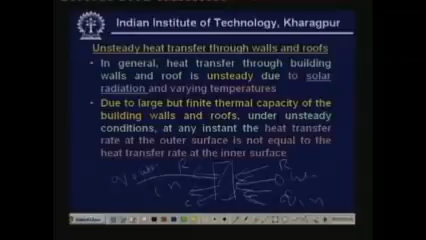 Indian Institute of Technology, Kharagpur
Unsteady heat transfer through walls and roofs
• In general, heat transfer through building
walls and roof is unsteady due to solar
radiation and varying temperatures
• Due to large but finite thermal capacity of the
building walls and roofs, under unsteady
conditions, at any instant the heat transfer
rate at the outer surface is not equal to the
heat transfer rate at the inner surface
R R